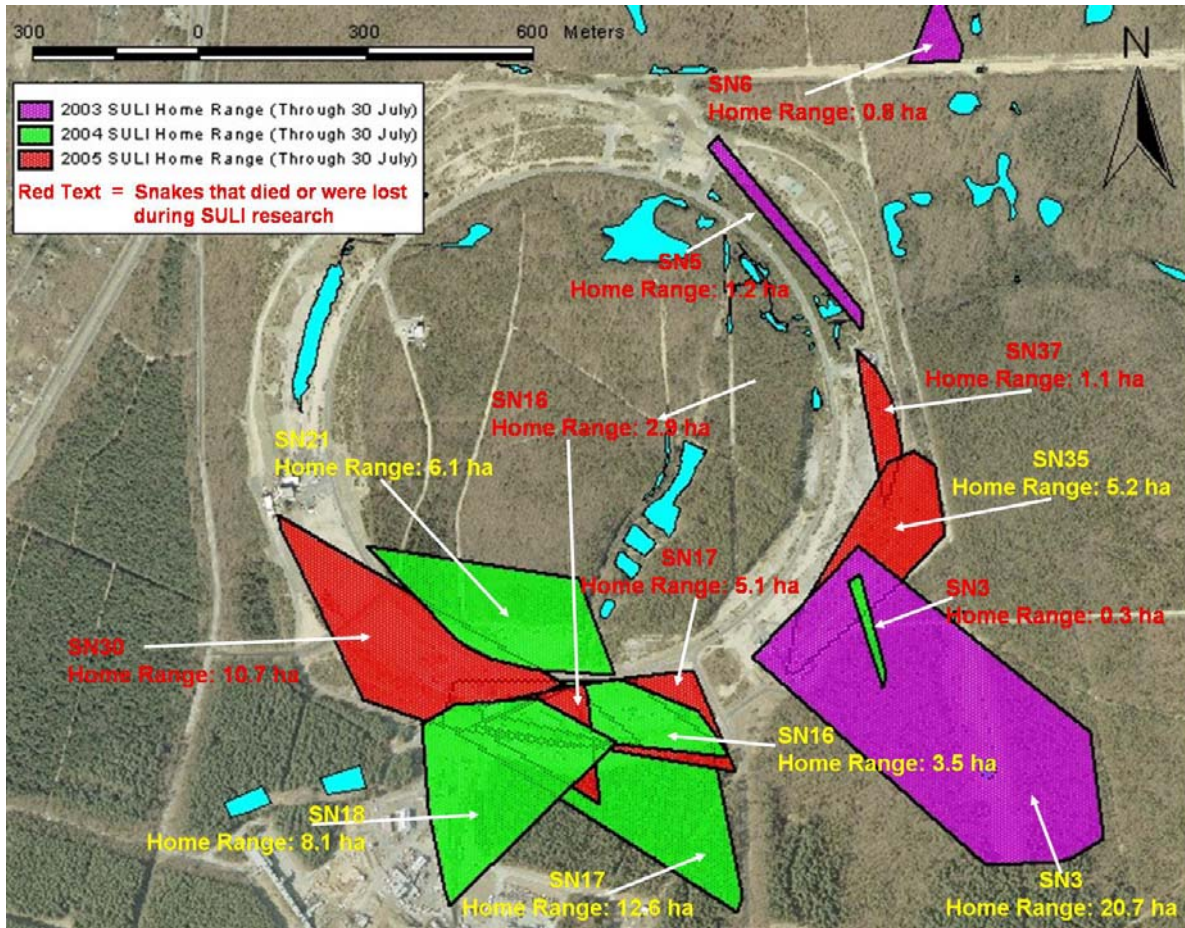 300 0 300 600 Meters
N
2003 SULI Home Range (Through 30 July)
2004 SULI Home Range (Through 30 July)
2005 SULI Home Range (Through 30 July)
Red Text = Snakes that died or were lost
during SULI research
SN6
Home Range: 0.8 ha
SN5
Home Range: 1.2 ha
SN37
Home Range: 1.1 ha
SN16
Home Range: 2.9 ha
SN21
Home Range: 6.1 ha
SN35
Home Range: 5.2 ha
SN17
Home Range: 5.1 ha
SN3
Home Range: 0.3 ha
SN30
Home Range: 10.7 ha
SN16
Home Range: 3.5 ha
SN18
Home Range: 8.1 ha
SN17
Home Range: 12.6 ha
SN3
Home Range: 20.7 ha